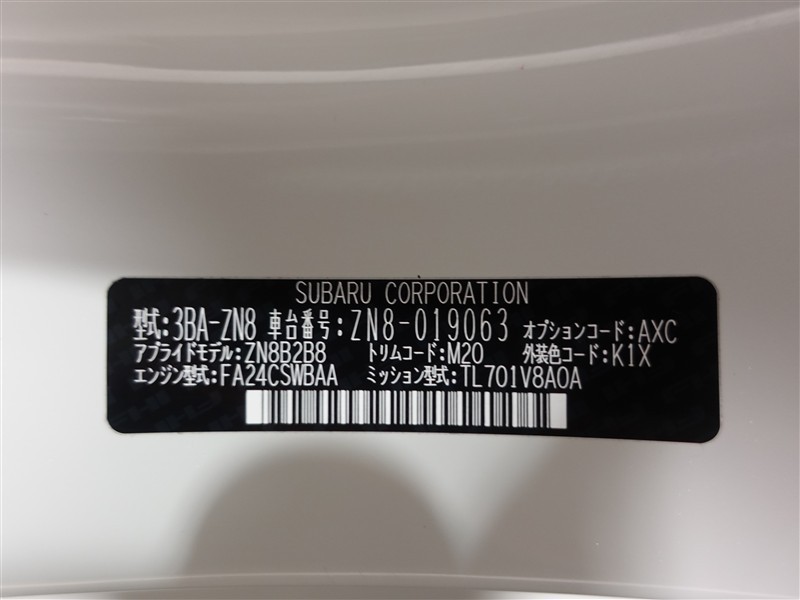 SUBARU CORPORATION
型式:3BA-ZN8 車台番号:ZN8-019063 オプションコード:AXC
アプライドモデル:ZN8B2B8 トリムコード:M20 外装色コード:K1X
エンジン型式:FA24CSWBAA ミッション型式:TL701V8A0A